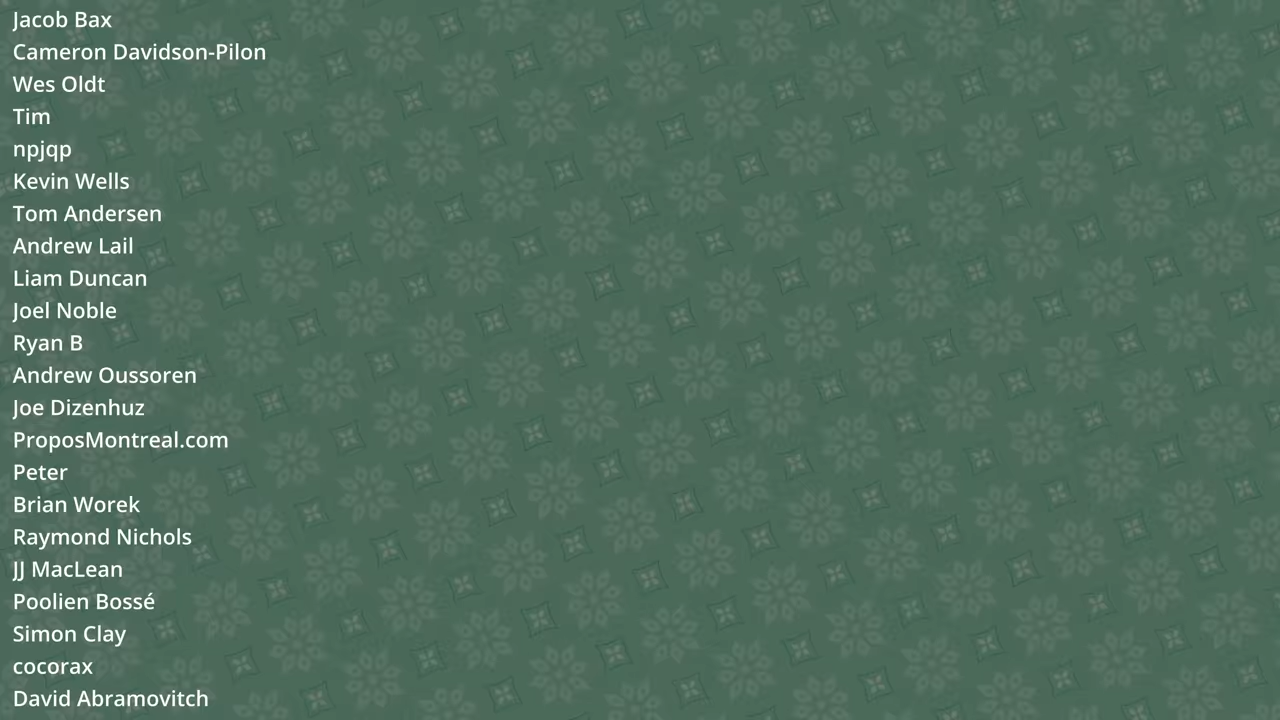 Jacob Bax
Cameron Davidson-Pilon
Wes Oldt
Tim
npjqp
Kevin Wells
Tom Andersen
Andrew Lail
Liam Duncan
Joel Noble
Ryan B
Andrew Oussoren
Joe Dizenhuz
ProposMontreal.com
Peter
Brian Worek
Raymond Nichols
JJ MacLean
Poolien Bossé
Simon Clay
cocorax
David Abramovitch